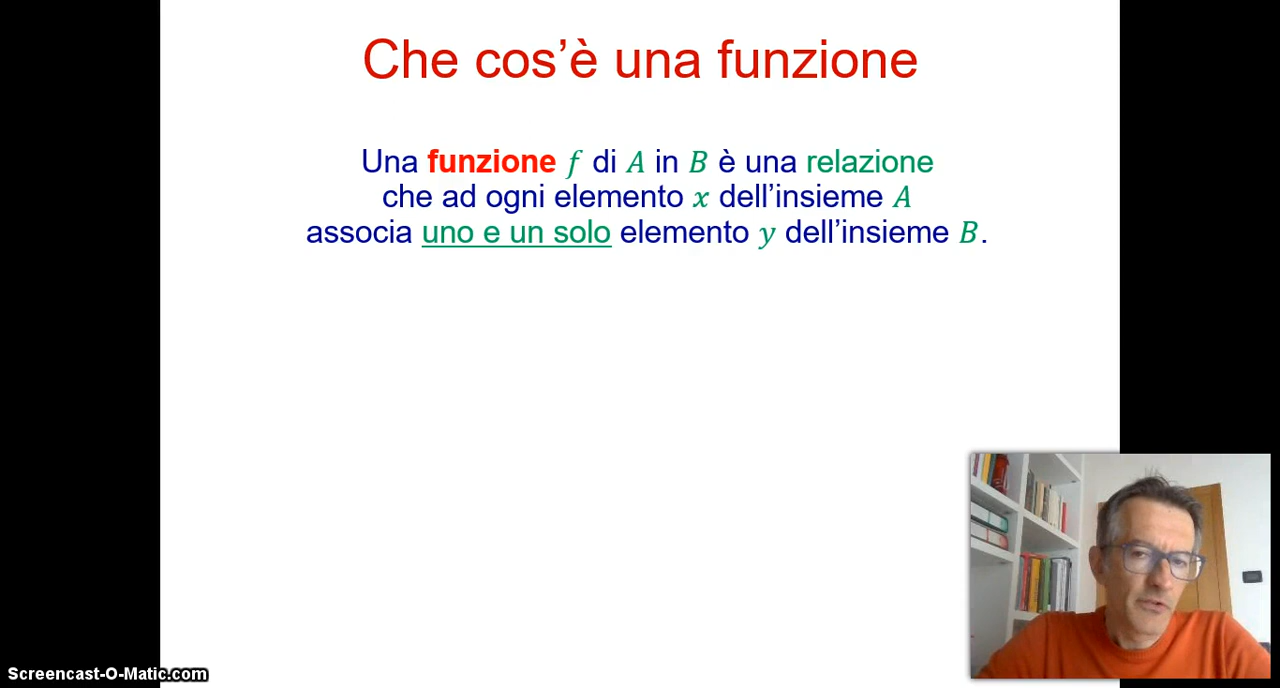 Che cos’è una funzione
Una funzione f di A in B è una relazione
che ad ogni elemento x dell’insieme A
associa uno e un solo elemento y dell’insieme B.
Screencast-O-Matic.com